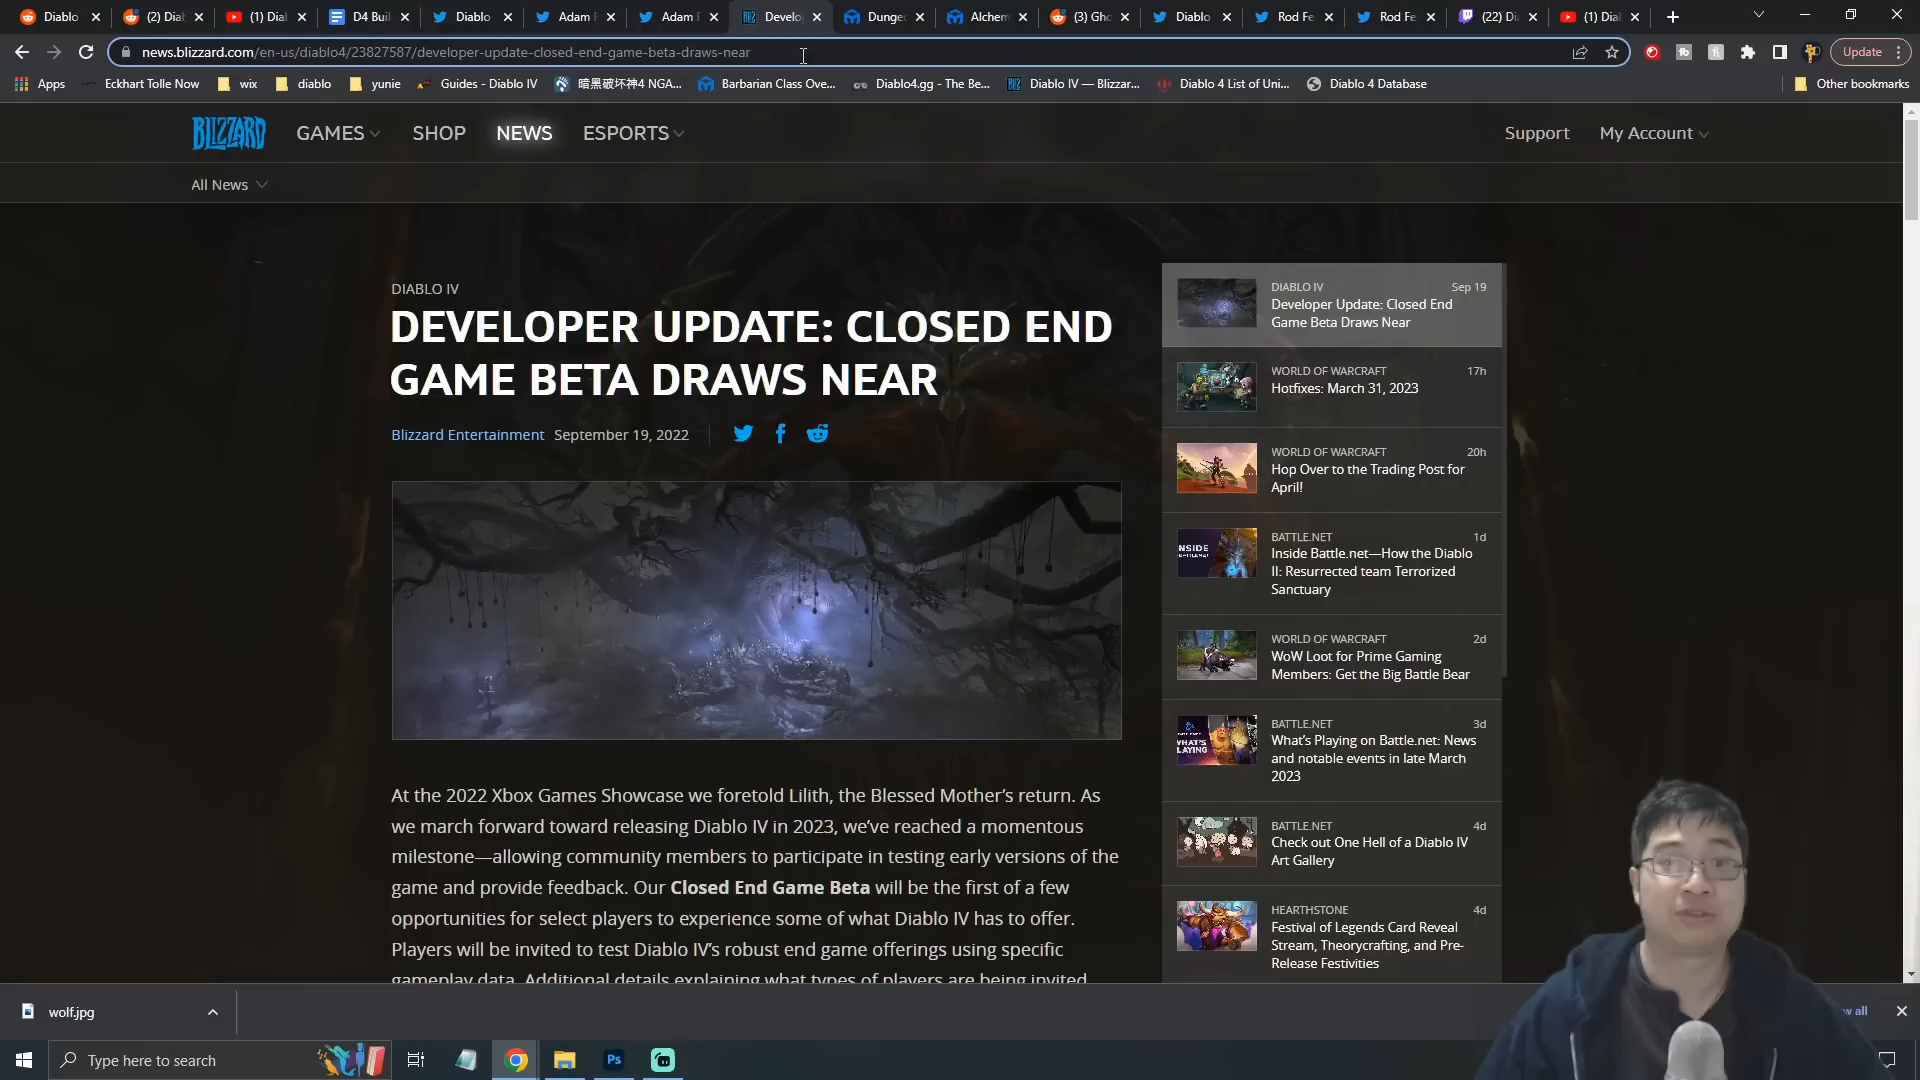 Diablo
(2) Diab
(1) Dial
D4 Buil
Diablo
Adam F
Adam F
Develop
Dunge
Alchem
(3) Gho
Diablo
Rod Fe
Rod Fe
(22) Di
(1) Dial
news.blizzard.com/en-us/diablo4/23827587/developer-update-closed-end-game-beta-draws-near
Update
Apps
Eckhart Tolle Now
wix
diablo
yunie
Guides - Diablo IV
暗黑破坏神4 NGA...
Barbarian Class Ove...
Diablo4.gg - The Be...
Diablo IV — Blizzar...
Diablo 4 List of Uni...
Diablo 4 Database
Other bookmarks
BLIZZARD
GAMES
SHOP
NEWS
ESPORTS
Support
My Account
All News
DIABLO IV
DEVELOPER UPDATE: CLOSED END
GAME BETA DRAWS NEAR
Blizzard Entertainment September 19, 2022
At the 2022 Xbox Games Showcase we foretold Lilith, the Blessed Mother's return. As
we march forward toward releasing Diablo IV in 2023, we've reached a momentous
milestone—allowing community members to participate in testing early versions of the
game and provide feedback. Our Closed End Game Beta will be the first of a few
opportunities for select players to experience some of what Diablo IV has to offer.
Players will be invited to test Diablo IV's robust end game offerings using specific
gameplay data. Additional details explaining what types of players are being invited
DIABLO IV Sep 19
Developer Update: Closed End
Game Beta Draws Near
WORLD OF WARCRAFT 17h
Hotfixes: March 31, 2023
WORLD OF WARCRAFT 20h
Hop Over to the Trading Post for
April!
BATTLE.NET 1d
Inside Battle.net—How the Diablo
II: Resurrected team Terrorized
Sanctuary
WORLD OF WARCRAFT 2d
WoW Loot for Prime Gaming
Members: Get the Big Battle Bear
BATTLE.NET 3d
What's Playing on Battle.net: News
and notable events in late March
2023
BATTLE.NET 4d
Check out One Hell of a Diablo IV
Art Gallery
HEARTHSTONE 4d
Festival of Legends Card Reveal
Stream, Theorycrafting, and Pre-
Release Festivities
wolf.jpg
w all
Type here to search
Ps